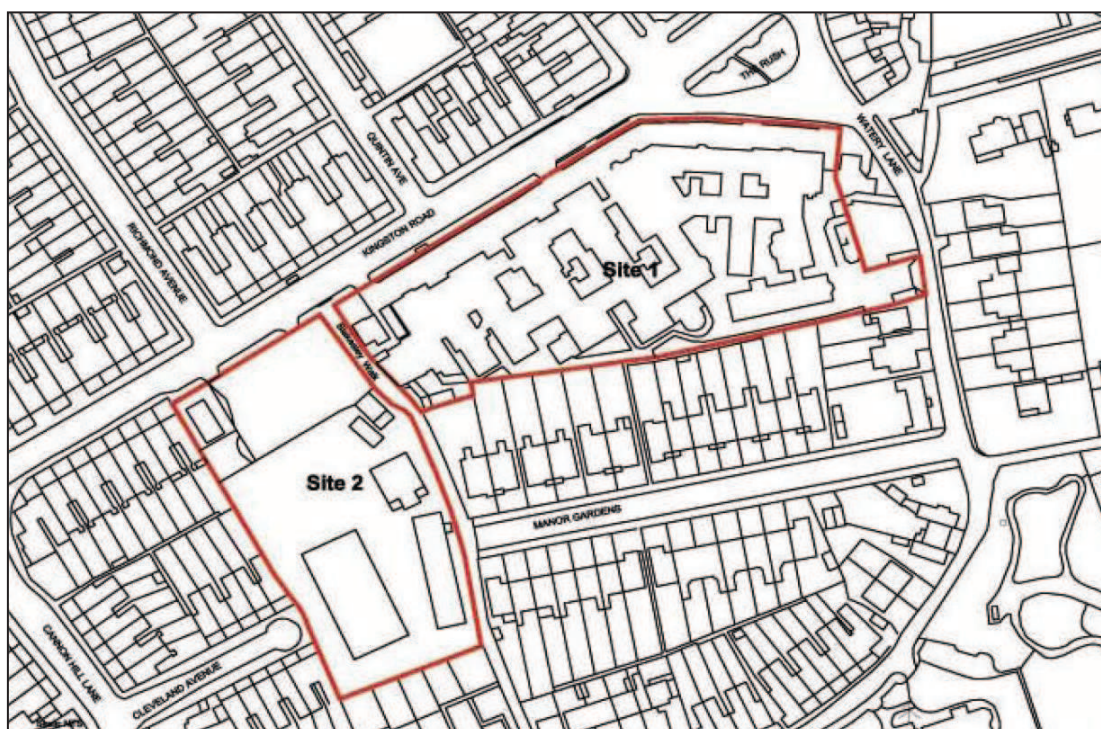 THE RUSH
QUINTIN AVE
WATERY LANE
KINGSTON ROAD
RICHMOND AVENUE
Site 1
Walk
Site 2
MANOR GARDENS
CANNON HILL LANE
CLEVELAND AVENUE